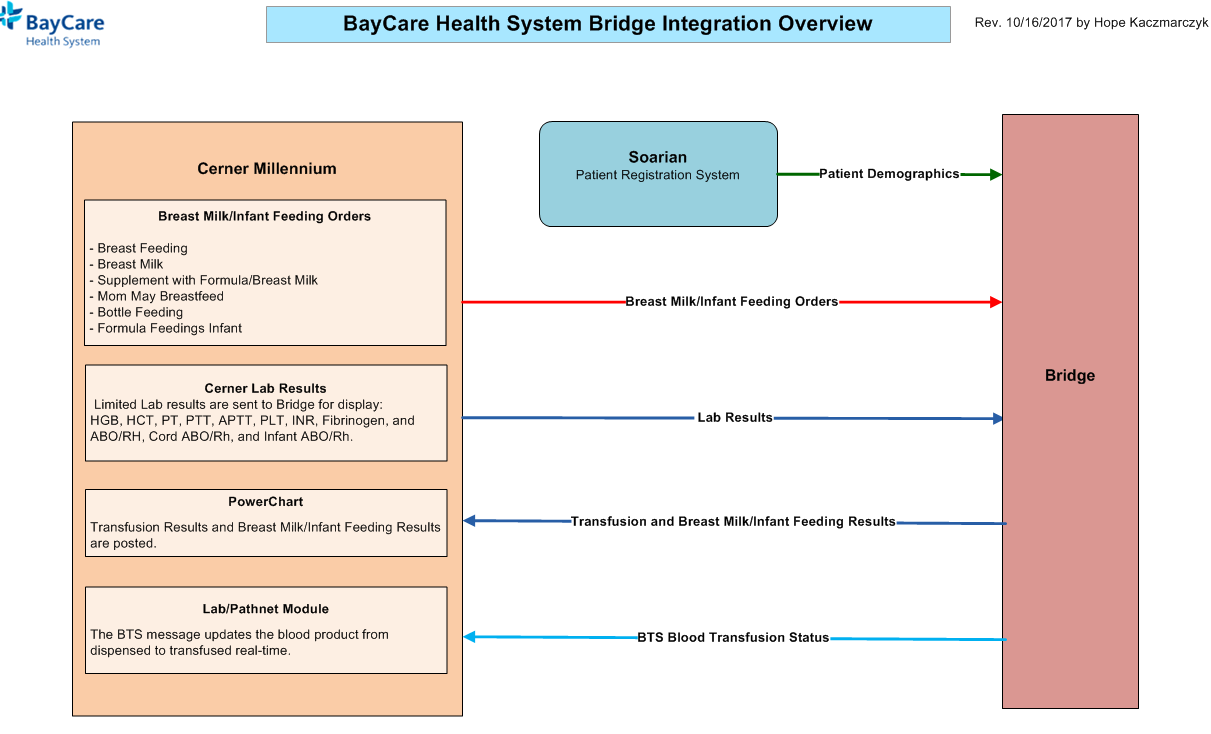 BayCare
Health System
BayCare Health System Bridge Integration Overview
Rev. 10/16/2017 by Hope Kaczmarczyk
Cerner Millennium
Breast Milk/Infant Feeding Orders
- Breast Feeding
- Breast Milk
- Supplement with Formula/Breast Milk
- Mom May Breastfeed
- Bottle Feeding
- Formula Feedings Infant
Cerner Lab Results
Limited Lab results are sent to Bridge for display:
HGB, HCT, PT, PTT, APTT, PLT, INR, Fibrinogen, and
ABO/RH, Cord ABO/Rh, and Infant ABO/Rh.
PowerChart
Transfusion Results and Breast Milk/Infant Feeding Results
are posted.
Lab/Pathnet Module
The BTS message updates the blood product from
dispensed to transfused real-time.
Soarian
Patient Registration System
Patient Demographics
Breast Milk/Infant Feeding Orders
Lab Results
Transfusion and Breast Milk/Infant Feeding Results
BTS Blood Transfusion Status
Bridge